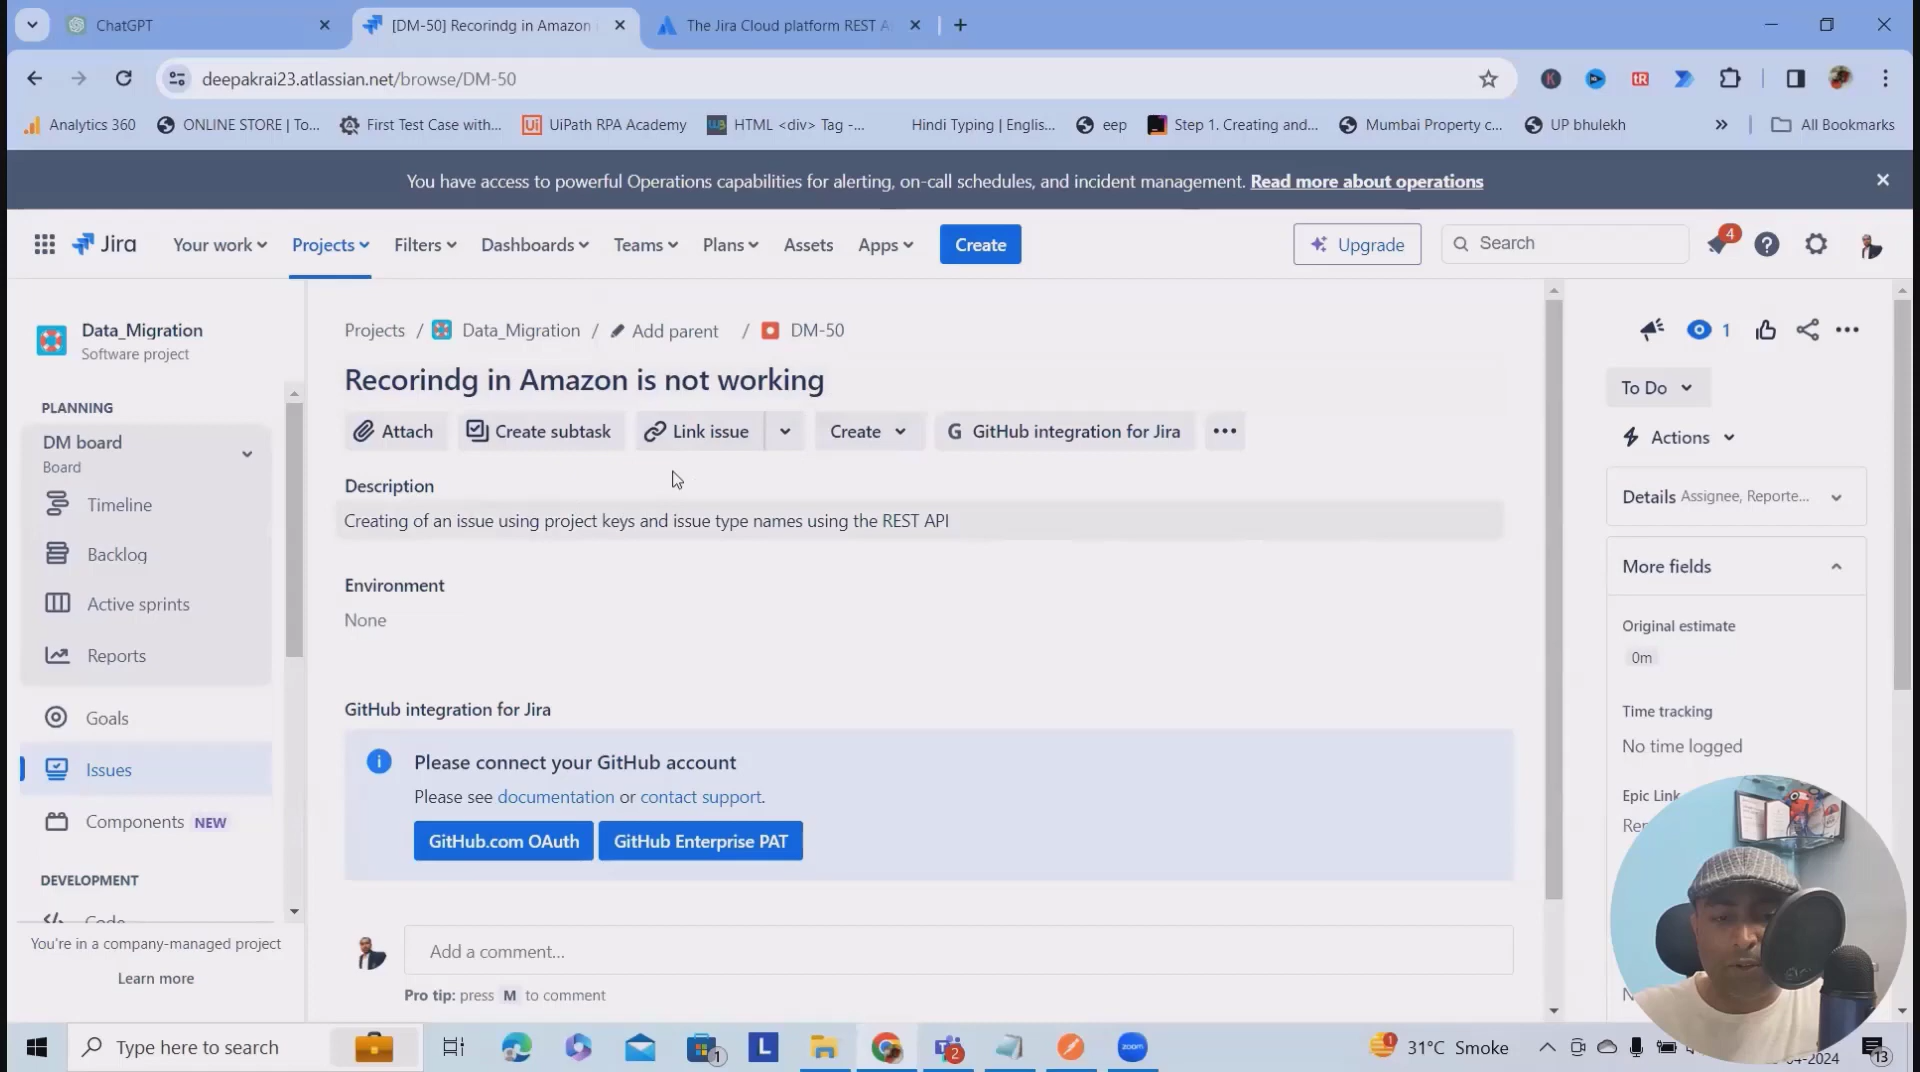 ChatGPT
[DM-50] Recorindg in Amazon
The Jira Cloud platform REST A
deepakrai23.atlassian.net/browse/DM-50
Analytics 360
ONLINE STORE | To...
First Test Case with...
UiPath RPA Academy
HTML <div> Tag -...
Hindi Typing | Englis...
eep
Step 1. Creating and...
Mumbai Property c...
UP bhulekh
All Bookmarks
You have access to powerful Operations capabilities for alerting, on-call schedules, and incident management. Read more about operations
Jira
Your work
Projects
Filters
Dashboards
Teams
Plans
Assets
Apps
Create
Upgrade
Search
4
Data_Migration
Software project
PLANNING
DM board
Board
Timeline
Backlog
Active sprints
Reports
Goals
Issues
Components NEW
DEVELOPMENT
Code
You're in a company-managed project
Learn more
Projects / Data_Migration / Add parent / DM-50
Recorindg in Amazon is not working
Attach
Create subtask
Link issue
Create
G GitHub integration for Jira
Description
Creating of an issue using project keys and issue type names using the REST API
Environment
None
GitHub integration for Jira
Please connect your GitHub account
Please see documentation or contact support.
GitHub.com OAuth
GitHub Enterprise PAT
Add a comment...
Pro tip: press M to comment
1
To Do
Actions
Details Assignee, Reporte...
More fields
Original estimate
0m
Time tracking
No time logged
Epic Link
Type here to search
1
L
2
zoom
31°C Smoke
-2024
13